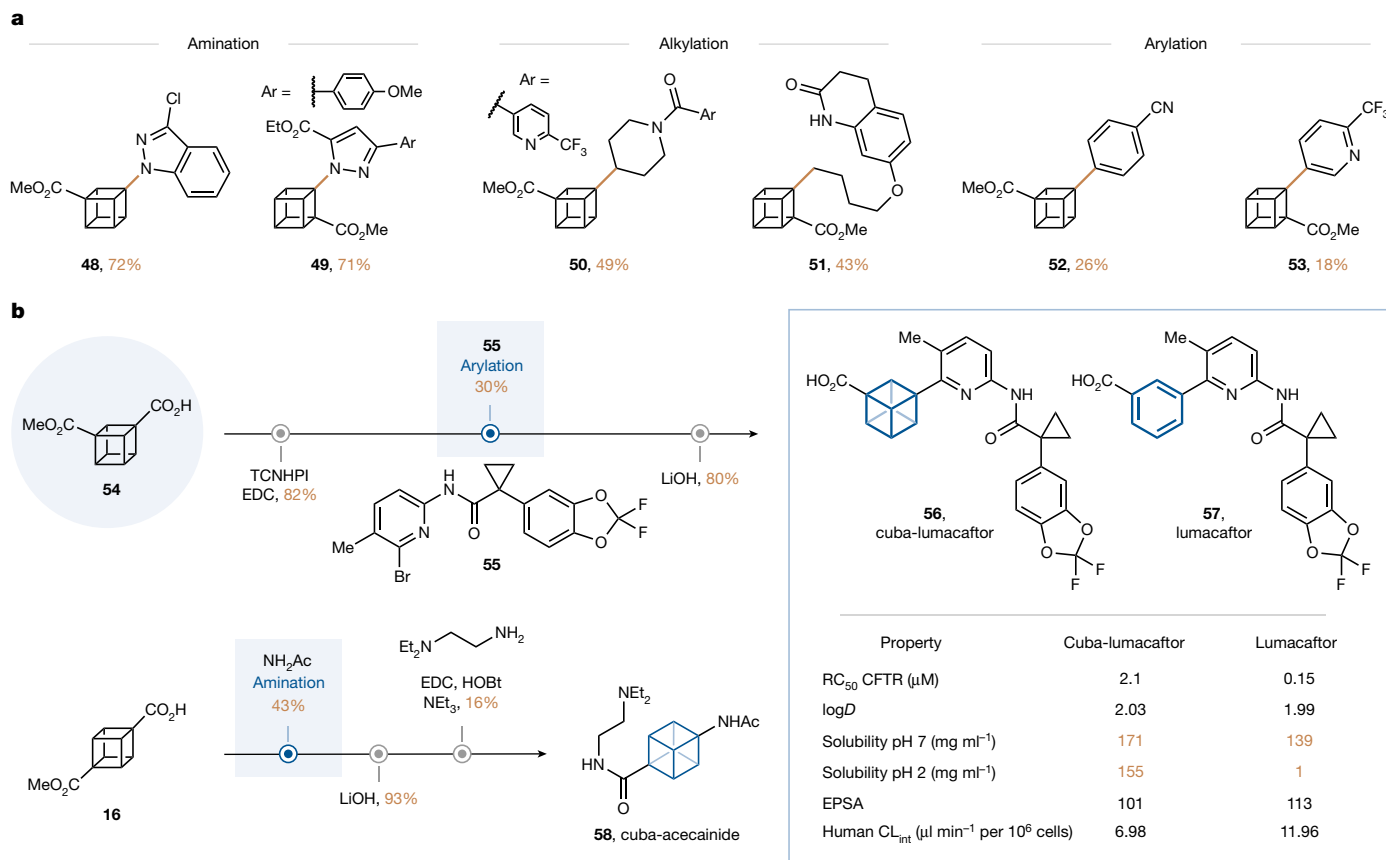 a
Amination
Alkylation
Arylation
Cl
N
N
MeO₂C
48, 72%
Ar =
OMe
EtO₂C
Ar
N
N
CO₂Me
49, 71%
Ar =
N
CF₃
O
N
Ar
MeO₂C
50, 49%
O
HN
O
CO₂Me
51, 43%
CN
MeO₂C
52, 26%
CF₃
N
CO₂Me
53, 18%
b
CO₂H
MeO₂C
54
TCNHPI
EDC, 82%
55
Arylation
30%
LiOH, 80%
H
N
O
N
Me
Br
O
O
F
F
55
NH₂Ac
Amination
43%
Et₂N
NH₂
EDC, HOBt
NEt₃, 16%
LiOH, 93%
CO₂H
MeO₂C
16
NEt₂
NHAc
HN
O
58, cuba-acecainide
Me
HO₂C
N
NH
O
O
O
F
F
56,
cuba-lumacaftor
Me
HO₂C
N
NH
O
O
O
F
F
57,
lumacaftor
Property Cuba-lumacaftor Lumacaftor
RC₅₀ CFTR (μM) 2.1 0.15
logD 2.03 1.99
Solubility pH 7 (mg ml⁻¹) 171 139
Solubility pH 2 (mg ml⁻¹) 155 1
EPSA 101 113
Human CLint (μl min⁻¹ per 10⁶ cells) 6.98 11.96